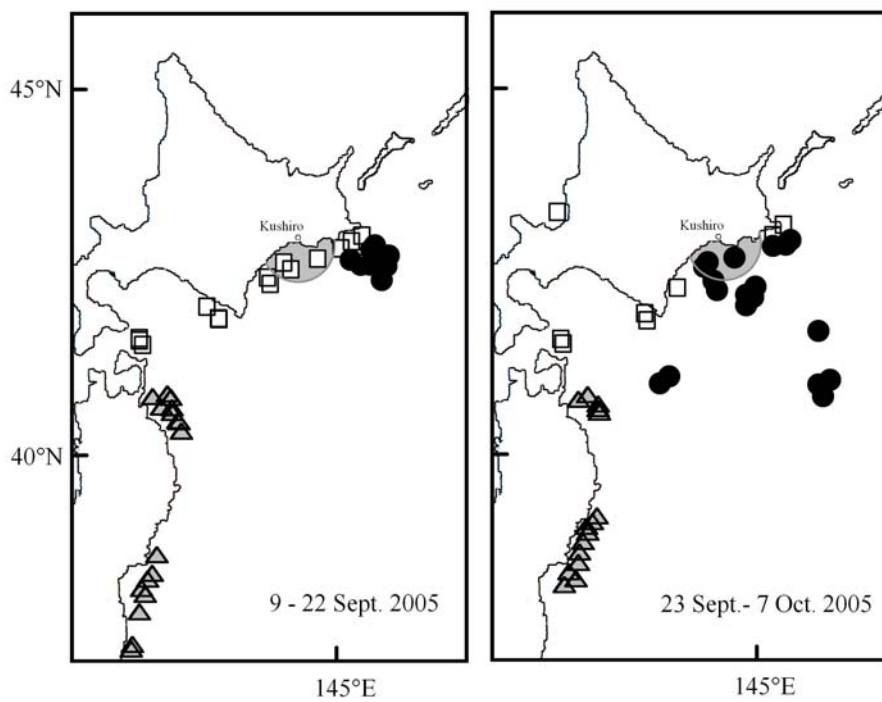 45°N
Kushiro
Kushiro
40°N
9 - 22 Sept. 2005
23 Sept.- 7 Oct. 2005
145°E
145°E